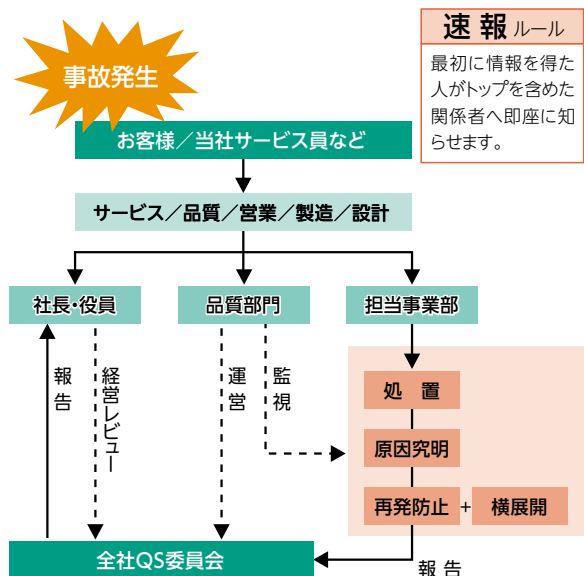 事故発生
速報 ルール
最初に情報を得た
人がトップを含めた
関係者へ即座に知
らせます。
お客様／当社サービス員など
サービス／品質／営業／製造／設計
社長・役員
品質部門
担当事業部
報告
経営レビュー
運営
監視
処置
原因究明
再発防止 + 横展開
全社QS委員会
報告